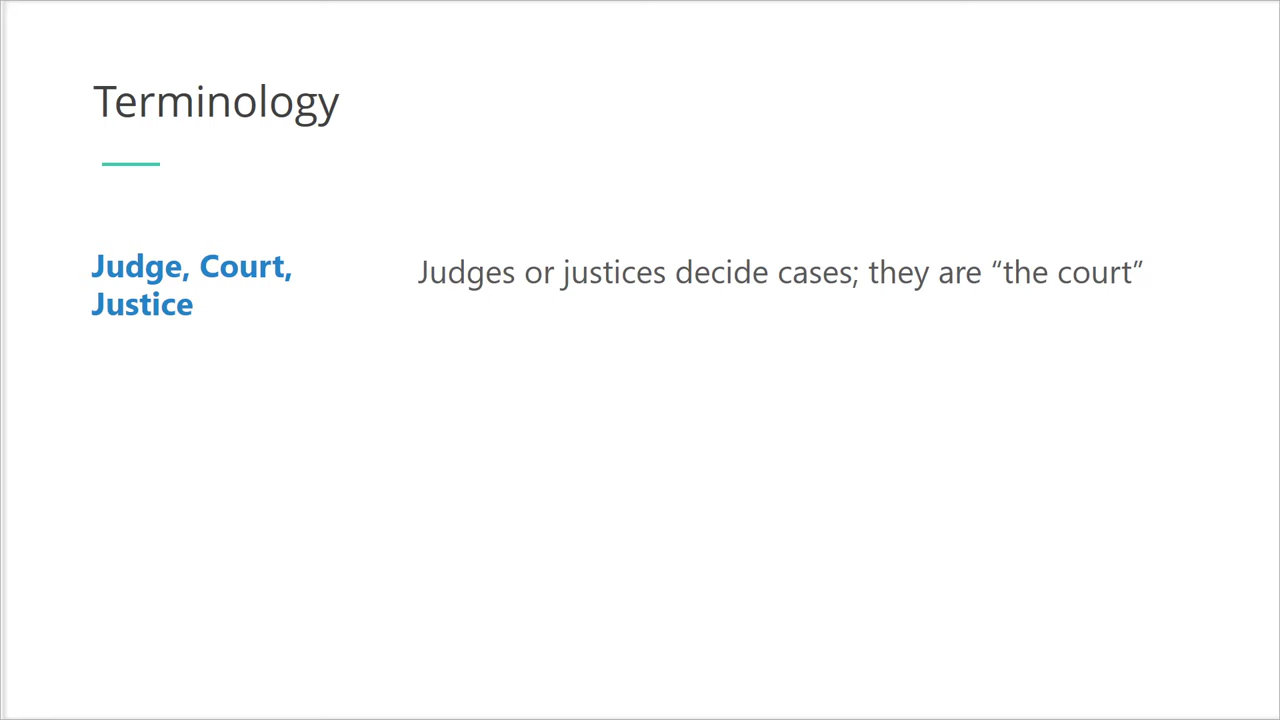 Terminology
Judge, Court,
Justice
Judges or justices decide cases; they are “the court”